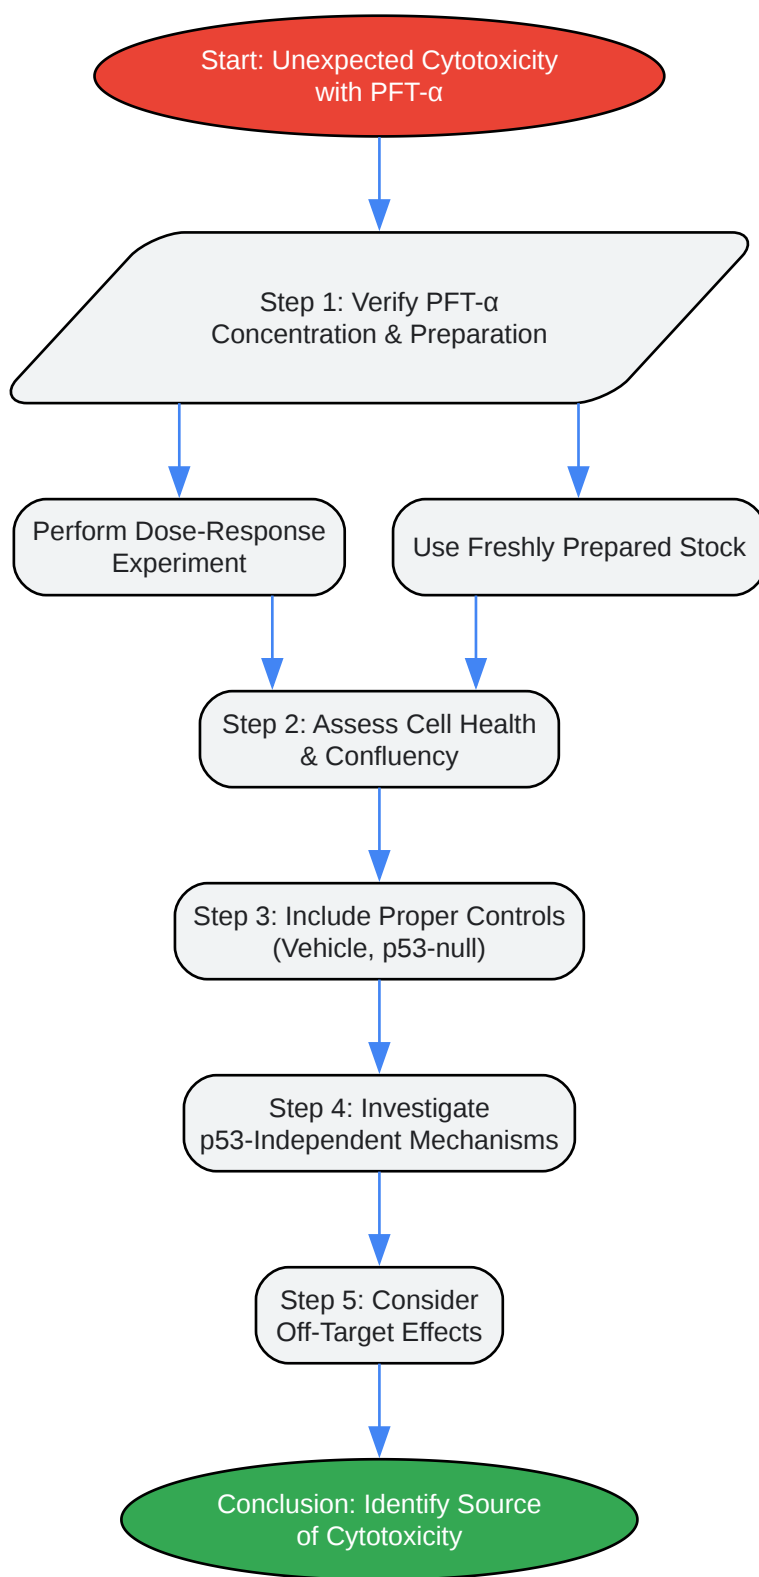 Start: Unexpected Cytotoxicity
with PFT-α
Step 1: Verify PFT-α
Concentration & Preparation
Perform Dose-Response
Experiment
Use Freshly Prepared Stock
Step 2: Assess Cell Health
& Confluency
Step 3: Include Proper Controls
(Vehicle, p53-null)
Step 4: Investigate
p53-Independent Mechanisms
Step 5: Consider
Off-Target Effects
Conclusion: Identify Source
of Cytotoxicity